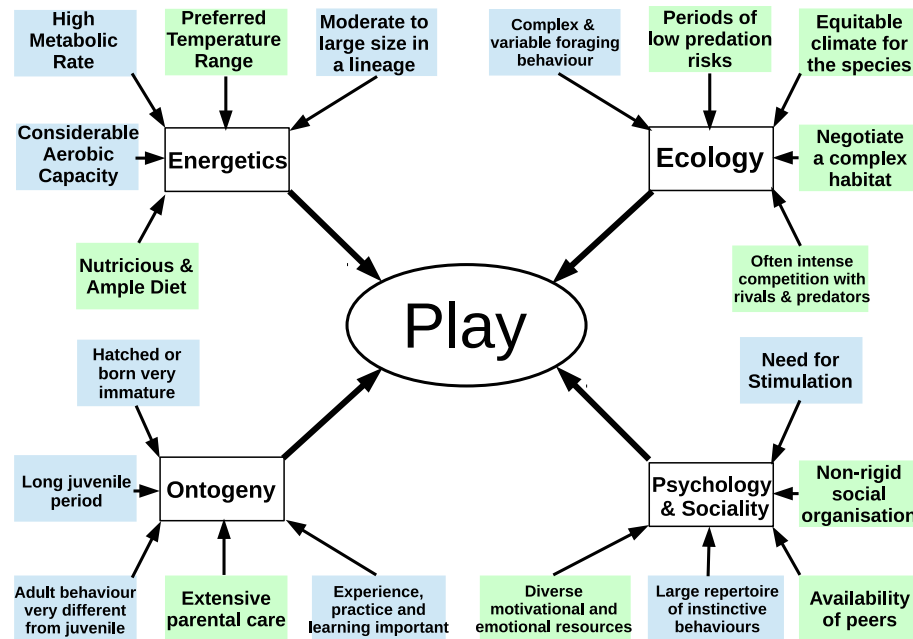 High
Metabolic
Rate
Preferred
Temperature
Range
Moderate to
large size in
a lineage
Considerable
Aerobic
Capacity
Energetics
Nutricious &
Ample Diet
Complex &
variable foraging
behaviour
Periods of
low predation
risks
Equitable
climate for
the species
Ecology
Negotiate
a complex
habitat
Often intense
competition with
rivals & predators
Play
Hatched or
born very
immature
Long juvenile
period
Ontogeny
Adult behaviour
very different
from juvenile
Extensive
parental care
Experience,
practice and
learning important
Need for
Stimulation
Psychology
& Sociality
Non-rigid
social
organisation
Diverse
motivational and
emotional resources
Large repertoire
of instinctive
behaviours
Availability
of peers